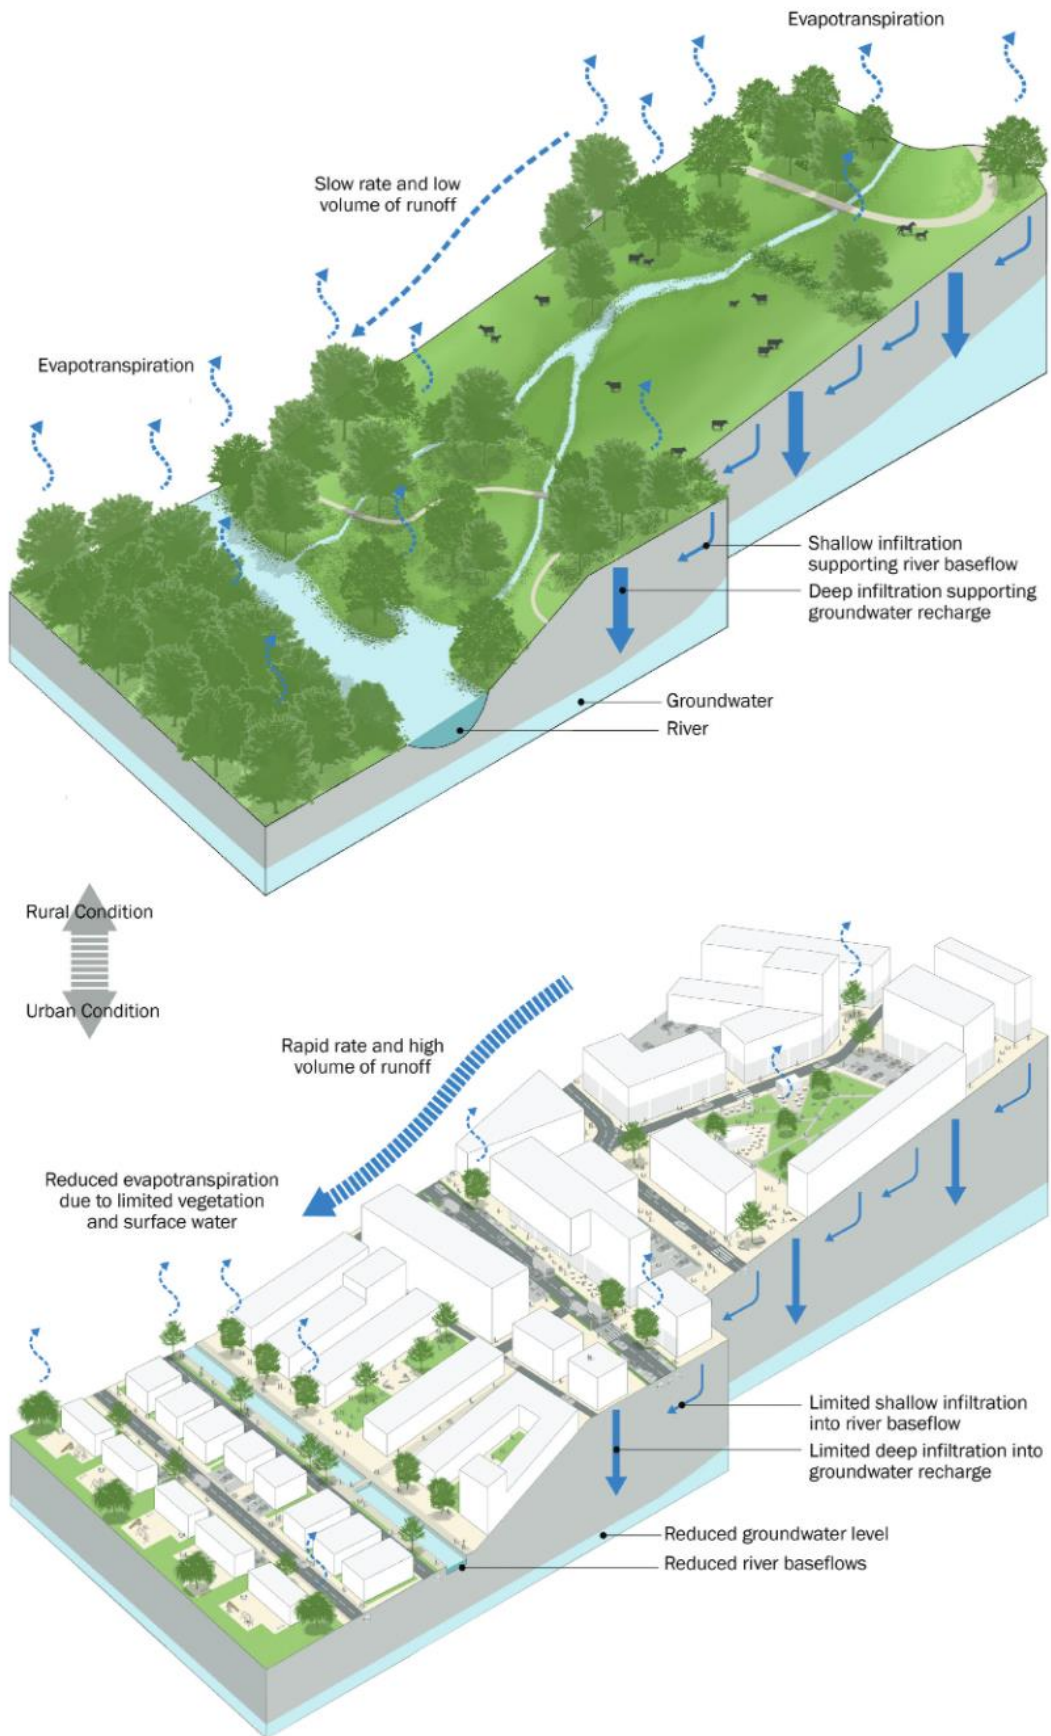 Evapotranspiration
Slow rate and low
volume of runoff
Evapotranspiration
Shallow infiltration
supporting river baseflow
Deep infiltration supporting
groundwater recharge
Groundwater
River
Rural Condition
Urban Condition
Rapid rate and high
volume of runoff
Reduced evapotranspiration
due to limited vegetation
and surface water
Limited shallow infiltration
into river baseflow
Limited deep infiltration into
groundwater recharge
Reduced groundwater level
Reduced river baseflows